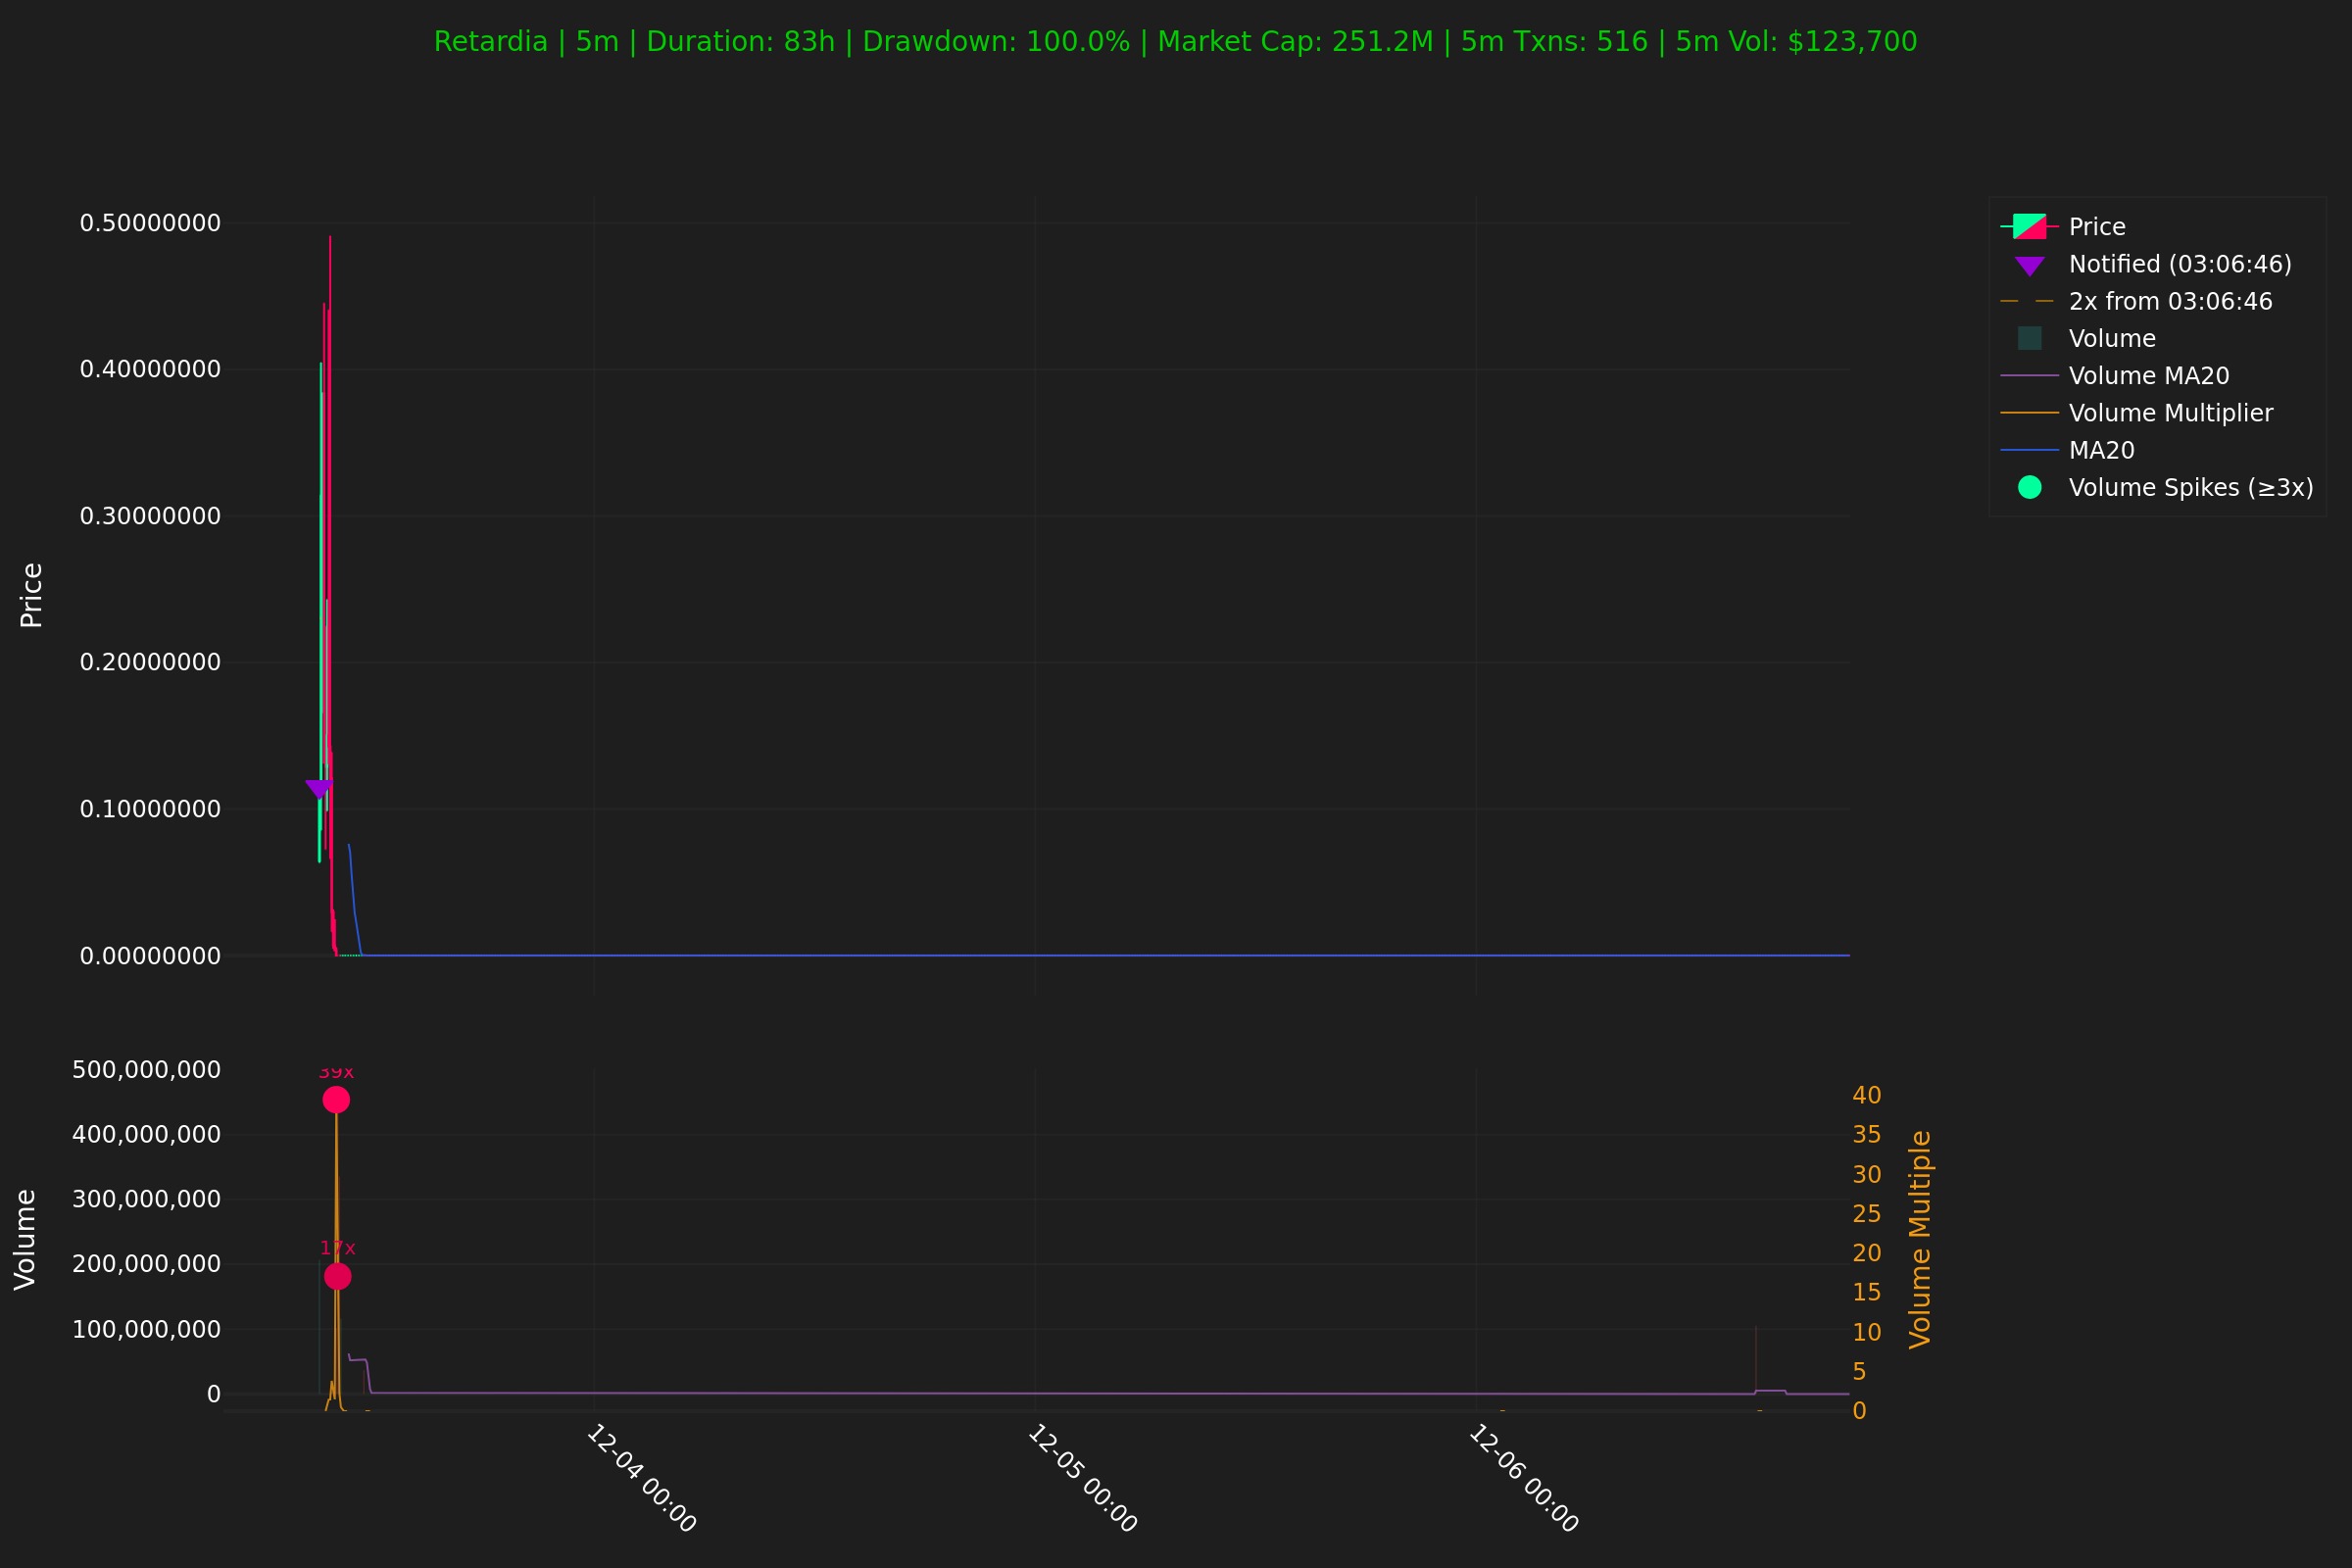 Retardia | 5m | Duration: 83h | Drawdown: 100.0% | Market Cap: 251.2M | 5m Txns: 516 | 5m Vol: $123,700
0.50000000
0.40000000
0.30000000
0.20000000
0.10000000
0.00000000
Price
Price
Notified (03:06:46)
2x from 03:06:46
Volume
Volume MA20
Volume Multiplier
MA20
Volume Spikes (≥3x)
500,000,000
400,000,000
300,000,000
200,000,000
100,000,000
0
Volume
39x
17x
40
35
30
25
20
15
10
5
0
Volume Multiple
12-04 00:00
12-05 00:00
12-06 00:00